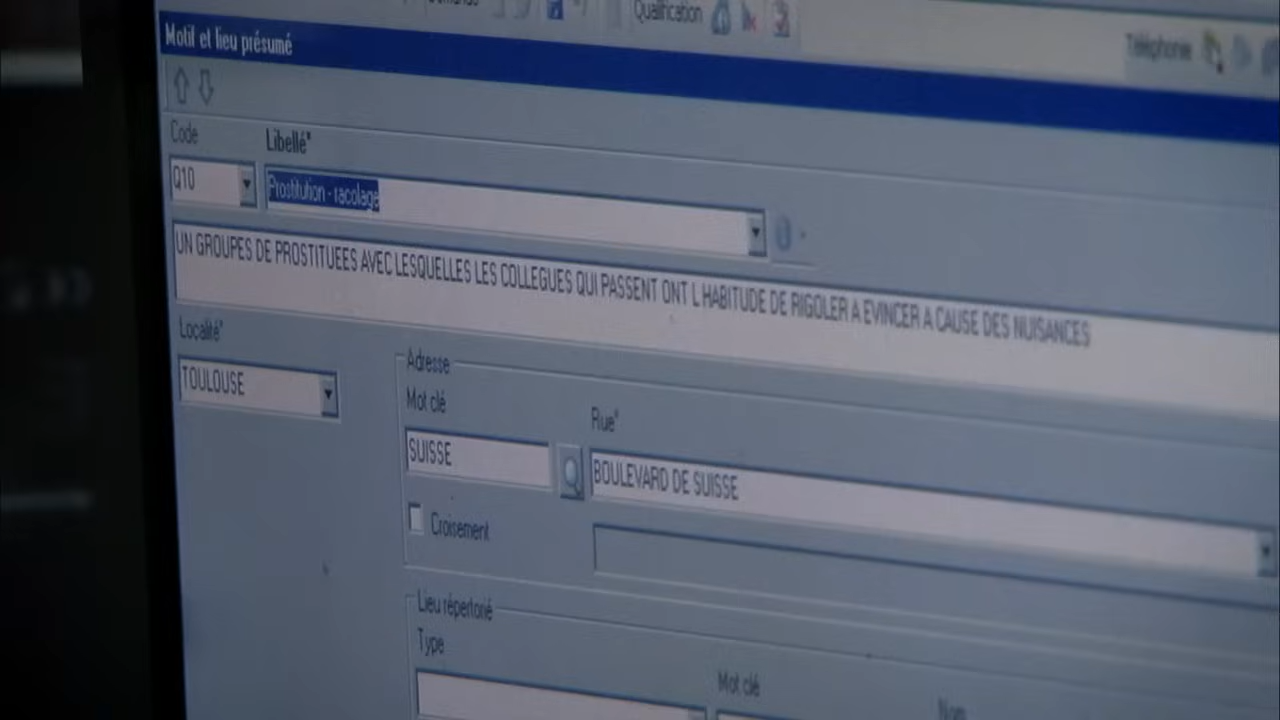 Qualification
Téléphonie
Motif et lieu présumé
Code
Libellé*
Q10
Prostitution - racolage
UN GROUPES DE PROSTITUEES AVEC LESQUELLES LES COLLEGUES QUI PASSENT ONT L HABITUDE DE RIGOLER A EVINCER A CAUSE DES NUISANCES
Localité*
TOULOUSE
Adresse
Mot clé
Rue*
SUISSE
BOULEVARD DE SUISSE
Croisement
Lieu répertorié
Type
Mot clé
Nom